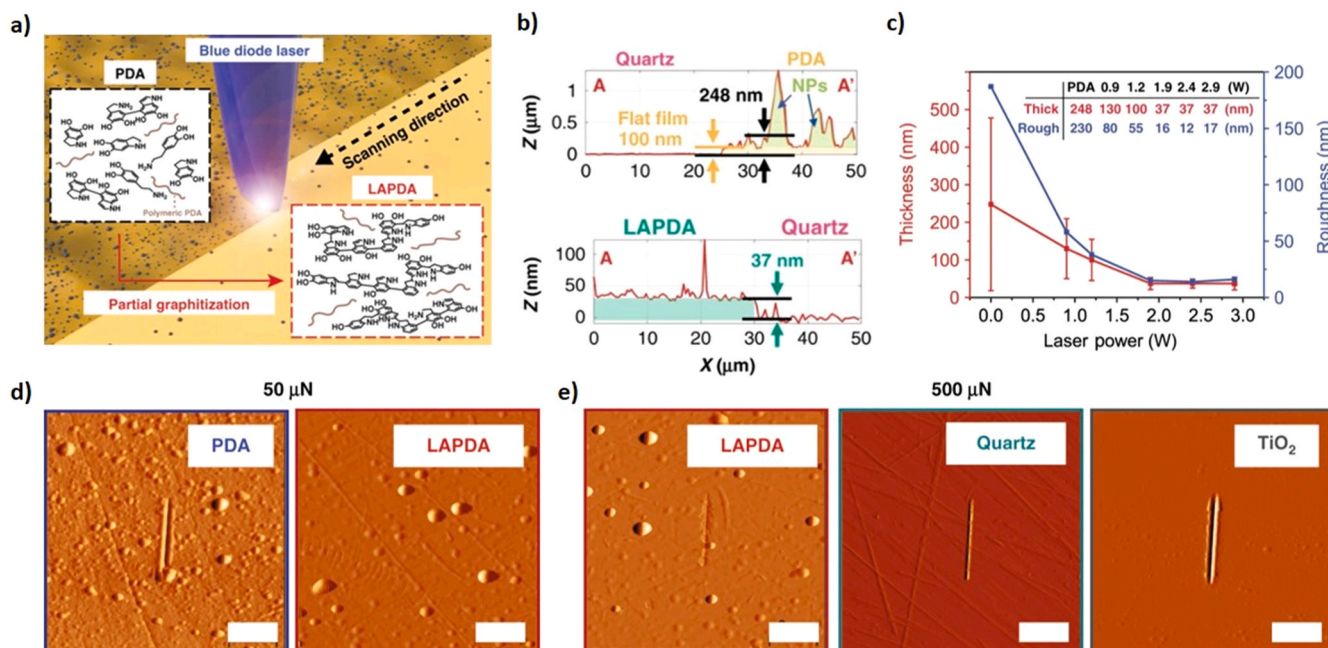 a)
Blue diode laser
PDA
Scanning direction
Polymeric PDA
LAPDA
Partial graphitization
b)
Quartz
PDA
A
A'
NPs
248 nm
Flat film
100 nm
Z (μm)
1
0.5
0
0 10 20 30 40 50
LAPDA
Quartz
A
A'
37 nm
Z (nm)
100
50
0
0 10 20 30 40 50
X (μm)
c)
PDA 0.9 1.2 1.9 2.4 2.9 (W)
Thick 248 130 100 37 37 37 (nm)
Rough 230 80 55 16 12 17 (nm)
Thickness (nm)
500
400
300
200
100
0
Roughness (nm)
200
150
100
50
0
0.0 0.5 1.0 1.5 2.0 2.5 3.0
Laser power (W)
d)
50 μN
PDA
LAPDA
e)
500 μN
LAPDA
Quartz
TiO₂